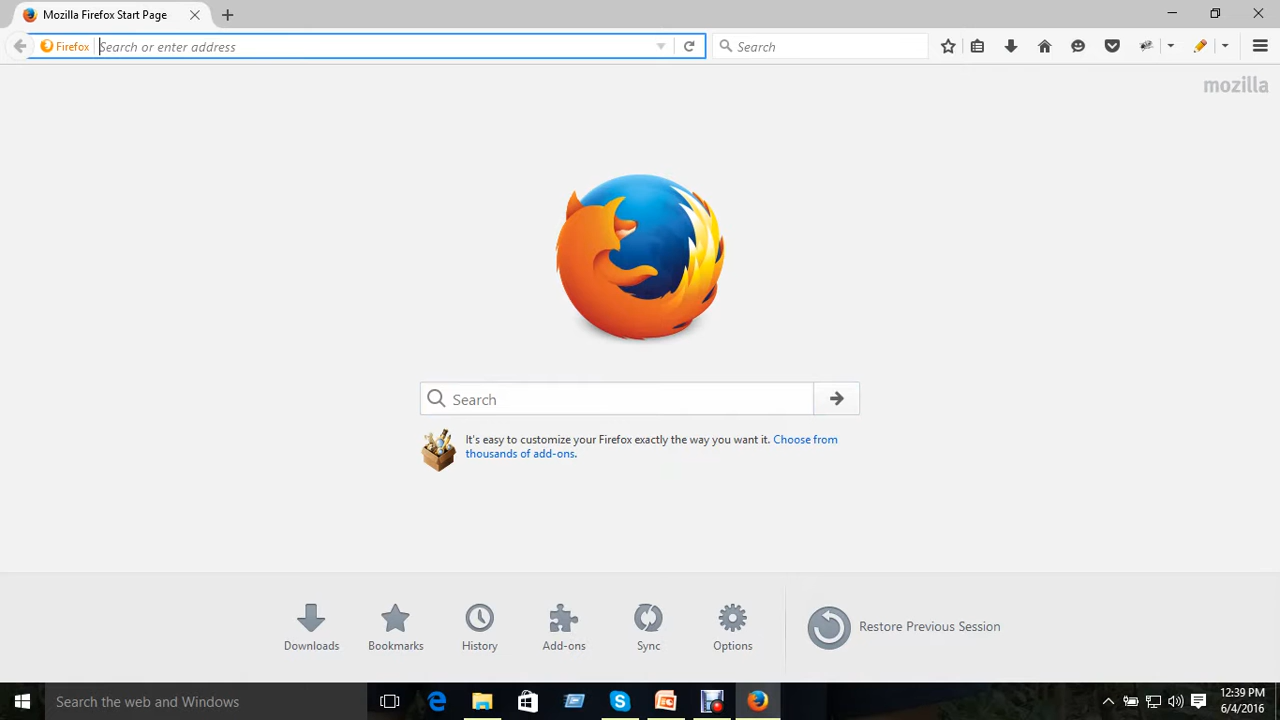 Mozilla Firefox Start Page
Firefox
Search or enter address
Search
mozilla
Search
It's easy to customize your Firefox exactly the way you want it. Choose from
thousands of add-ons.
Downloads
Bookmarks
History
Add-ons
Sync
Options
Restore Previous Session
Search the web and Windows
12:39 PM
6/4/2016